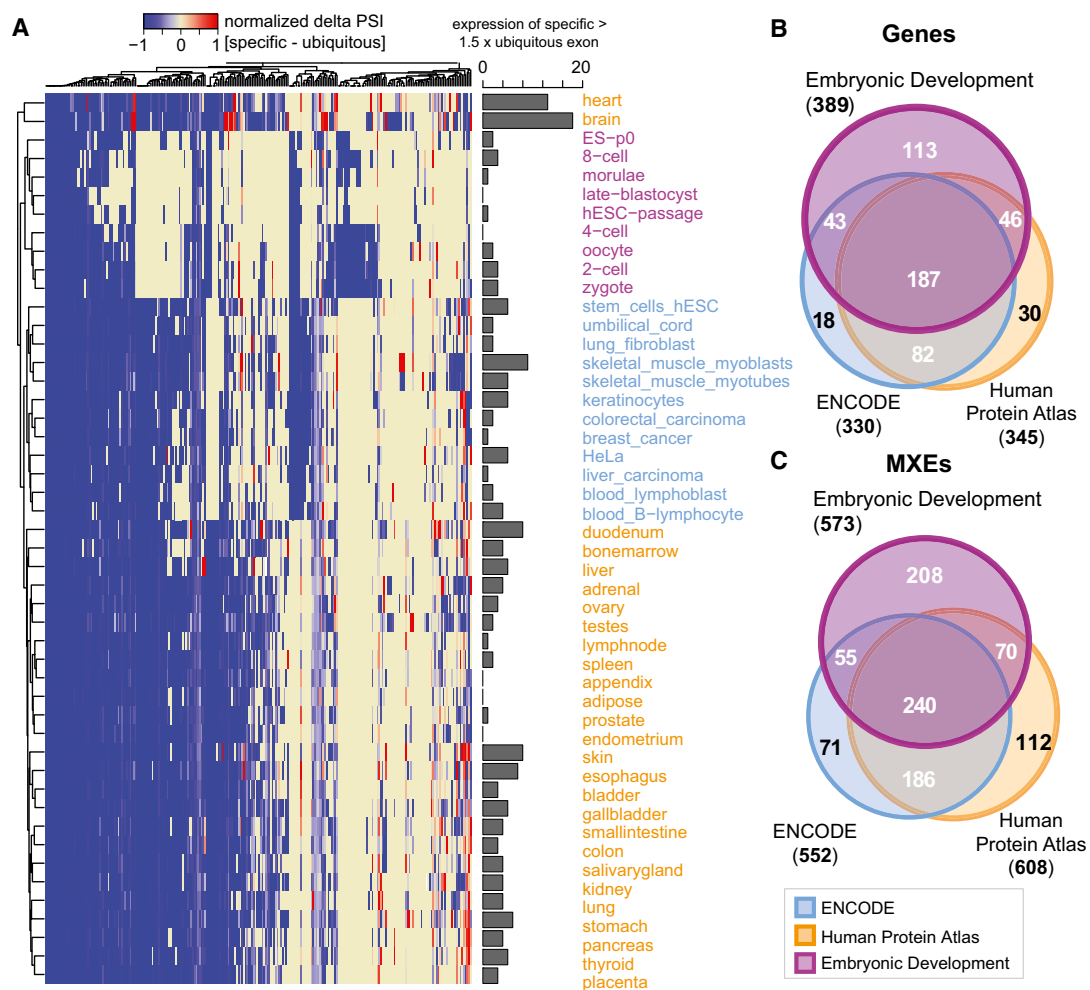 A
normalized delta PSI
[specific - ubiquitous]
−1 0 1
expression of specific >
1.5 x ubiquitous exon
0 20
heart
brain
ES−p0
8−cell
morulae
late−blastocyst
hESC−passage
4−cell
oocyte
2−cell
zygote
stem_cells_hESC
umbilical_cord
lung_fibroblast
skeletal_muscle_myoblasts
skeletal_muscle_myotubes
keratinocytes
colorectal_carcinoma
breast_cancer
HeLa
liver_carcinoma
blood_lymphoblast
blood_B−lymphocyte
duodenum
bonemarrow
liver
adrenal
ovary
testes
lymphnode
spleen
appendix
adipose
prostate
endometrium
skin
esophagus
bladder
gallbladder
smallintestine
colon
salivarygland
kidney
lung
stomach
pancreas
thyroid
placenta
B
Genes
Embryonic Development
(389)
113
43
46
187
18
30
82
ENCODE
(330)
Human
Protein Atlas
(345)
C
MXEs
Embryonic Development
(573)
208
55
70
240
71
112
186
ENCODE
(552)
Human
Protein Atlas
(608)
ENCODE
Human Protein Atlas
Embryonic Development